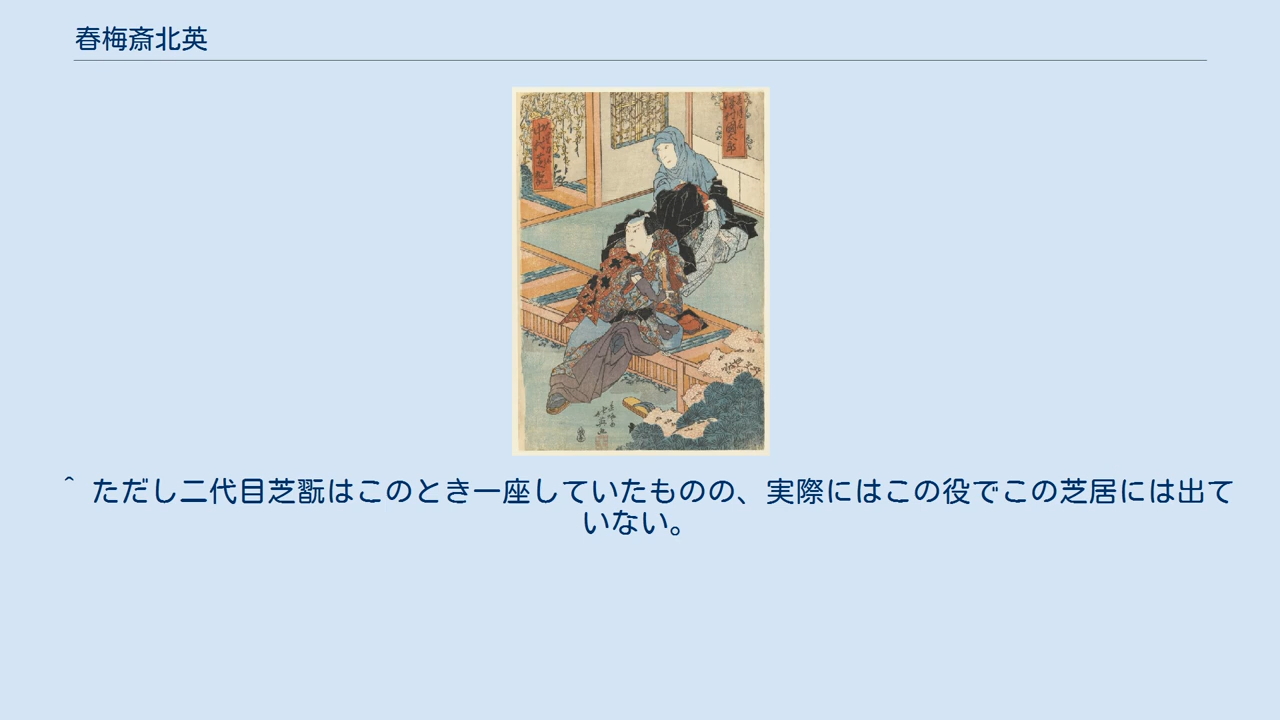 春梅斎北英
^ ただし二代目芝翫はこのとき一座していたものの、実際にはこの役でこの芝居には出て
いない。